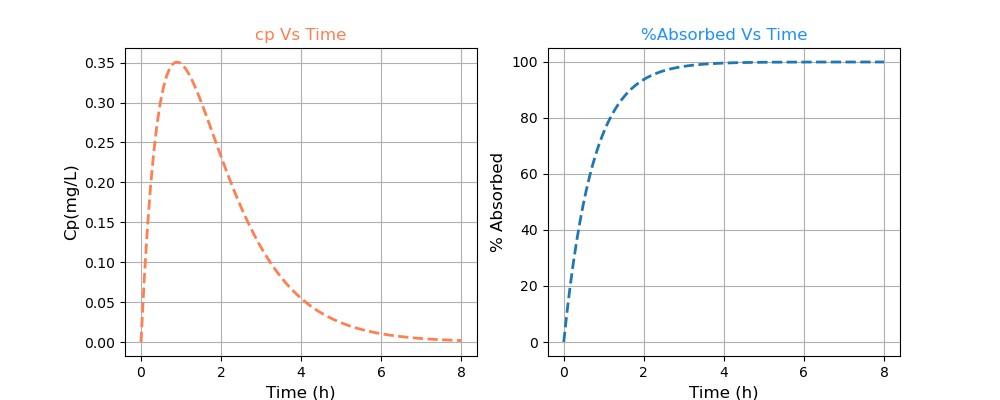 cp Vs Time
Cp(mg/L)
0.35
0.30
0.25
0.20
0.15
0.10
0.05
0.00
0 2 4 6 8
Time (h)
%Absorbed Vs Time
% Absorbed
100
80
60
40
20
0
0 2 4 6 8
Time (h)